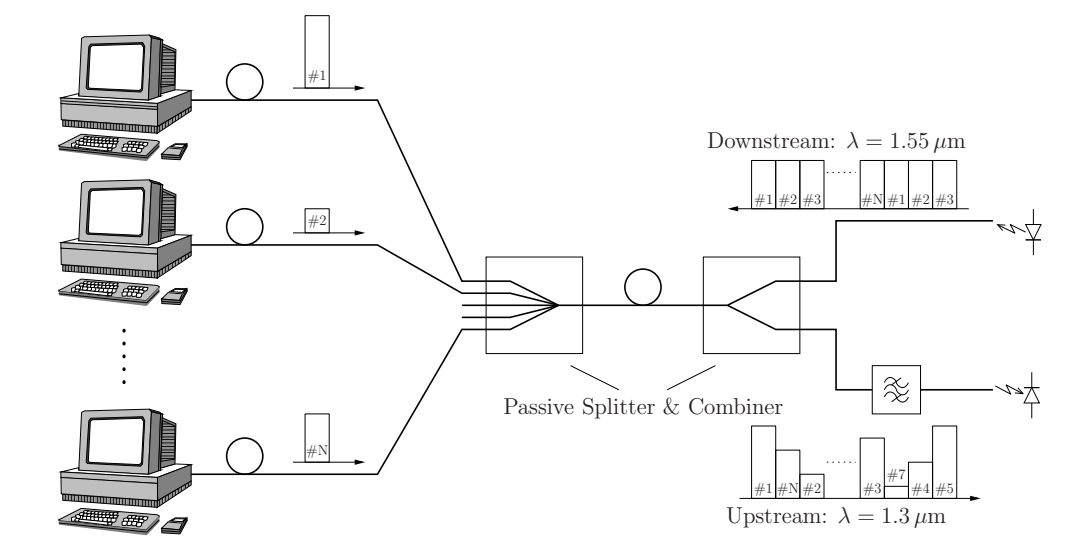 #1
Downstream: λ = 1.55 μm
#1 #2 #3 ........ #N #1 #2 #3
#2
Passive Splitter & Combiner
#N
#1 #N #2 ........ #3 #7 #4 #5
Upstream: λ = 1.3 μm